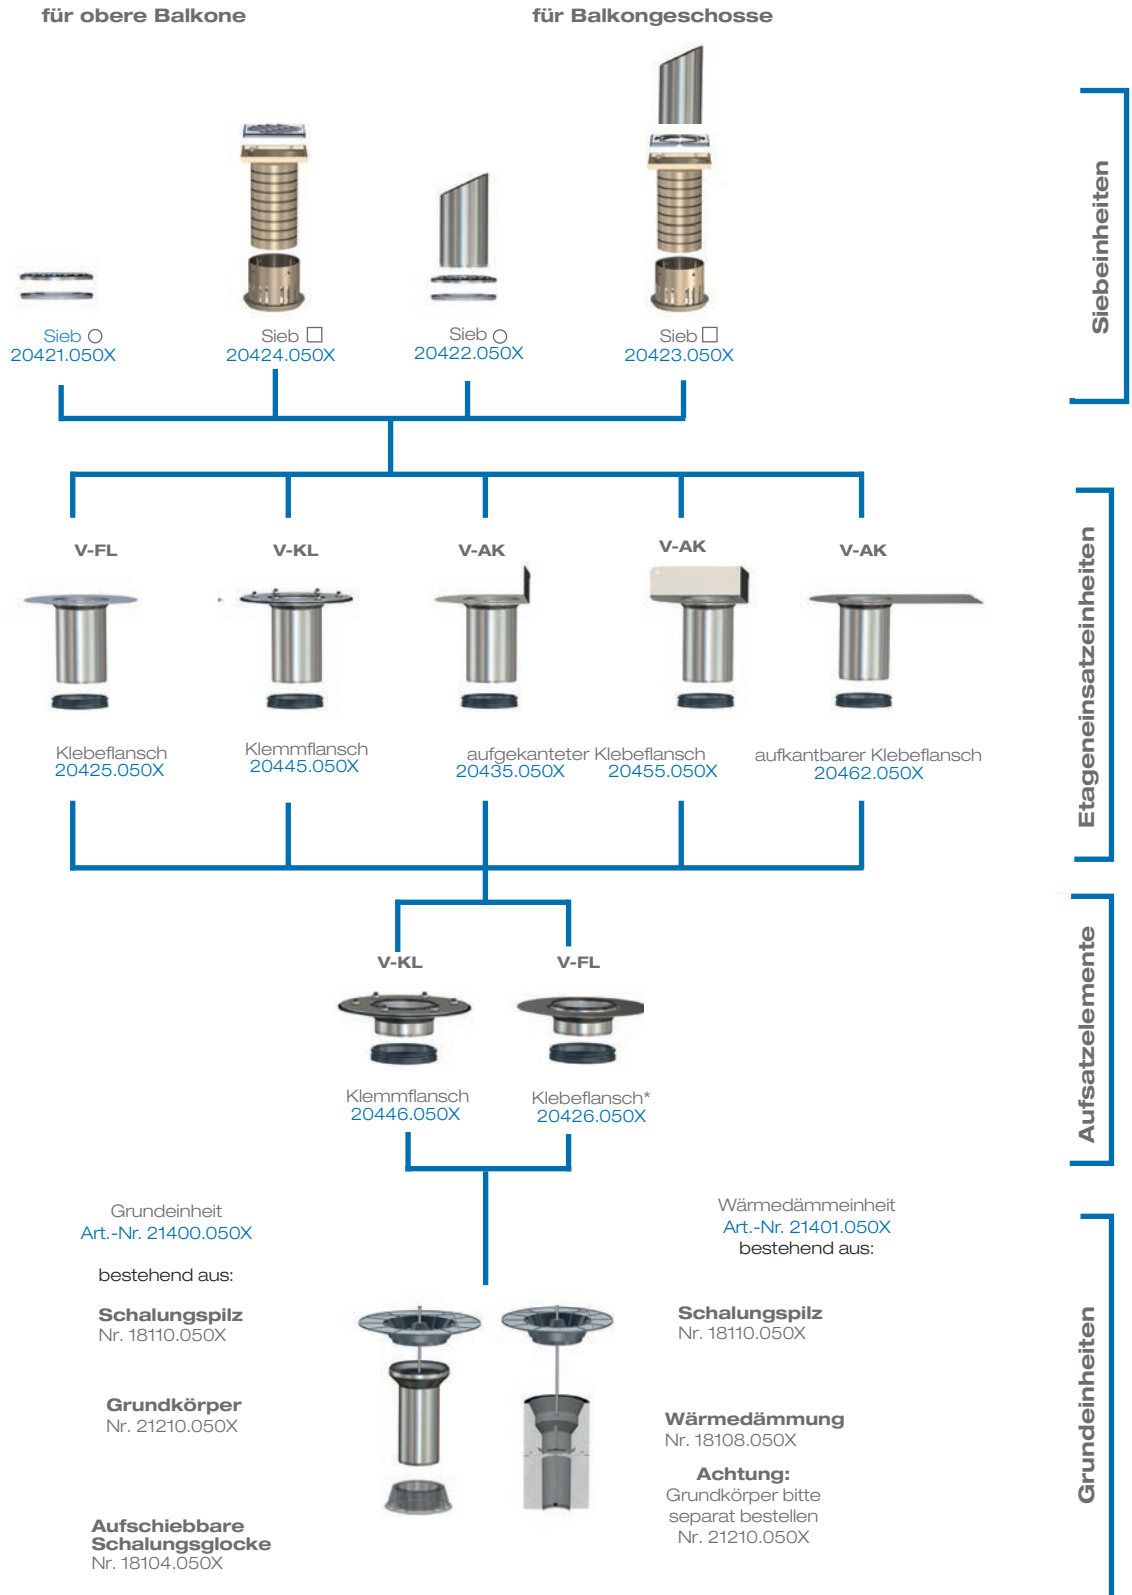 für obere Balkone
für Balkongeschosse
Siebeinheiten
Sieb
20421.050X
Sieb
20424.050X
Sieb
20422.050X
Sieb
20423.050X
Etageneinsatzeinheiten
V-FL
V-KL
V-AK
V-AK
V-AK
Klebeflansch
20425.050X
Klemmflansch
20445.050X
aufgekanteter Klebeflansch
20435.050X
20455.050X
aufkantbarer Klebeflansch
20462.050X
Aufsatzelemente
V-KL
V-FL
Klemmflansch
20446.050X
Klebeflansch*
20426.050X
Grundeinheiten
Grundeinheit
Art.-Nr. 21400.050X
bestehend aus:
Schalungspilz
Nr. 18110.050X
Grundkörper
Nr. 21210.050X
Aufschiebbare
Schalungsglocke
Nr. 18104.050X
Wärmedämmeinheit
Art.-Nr. 21401.050X
bestehend aus:
Schalungspilz
Nr. 18110.050X
Wärmedämmung
Nr. 18108.050X
Achtung:
Grundkörper bitte
separat bestellen
Nr. 21210.050X